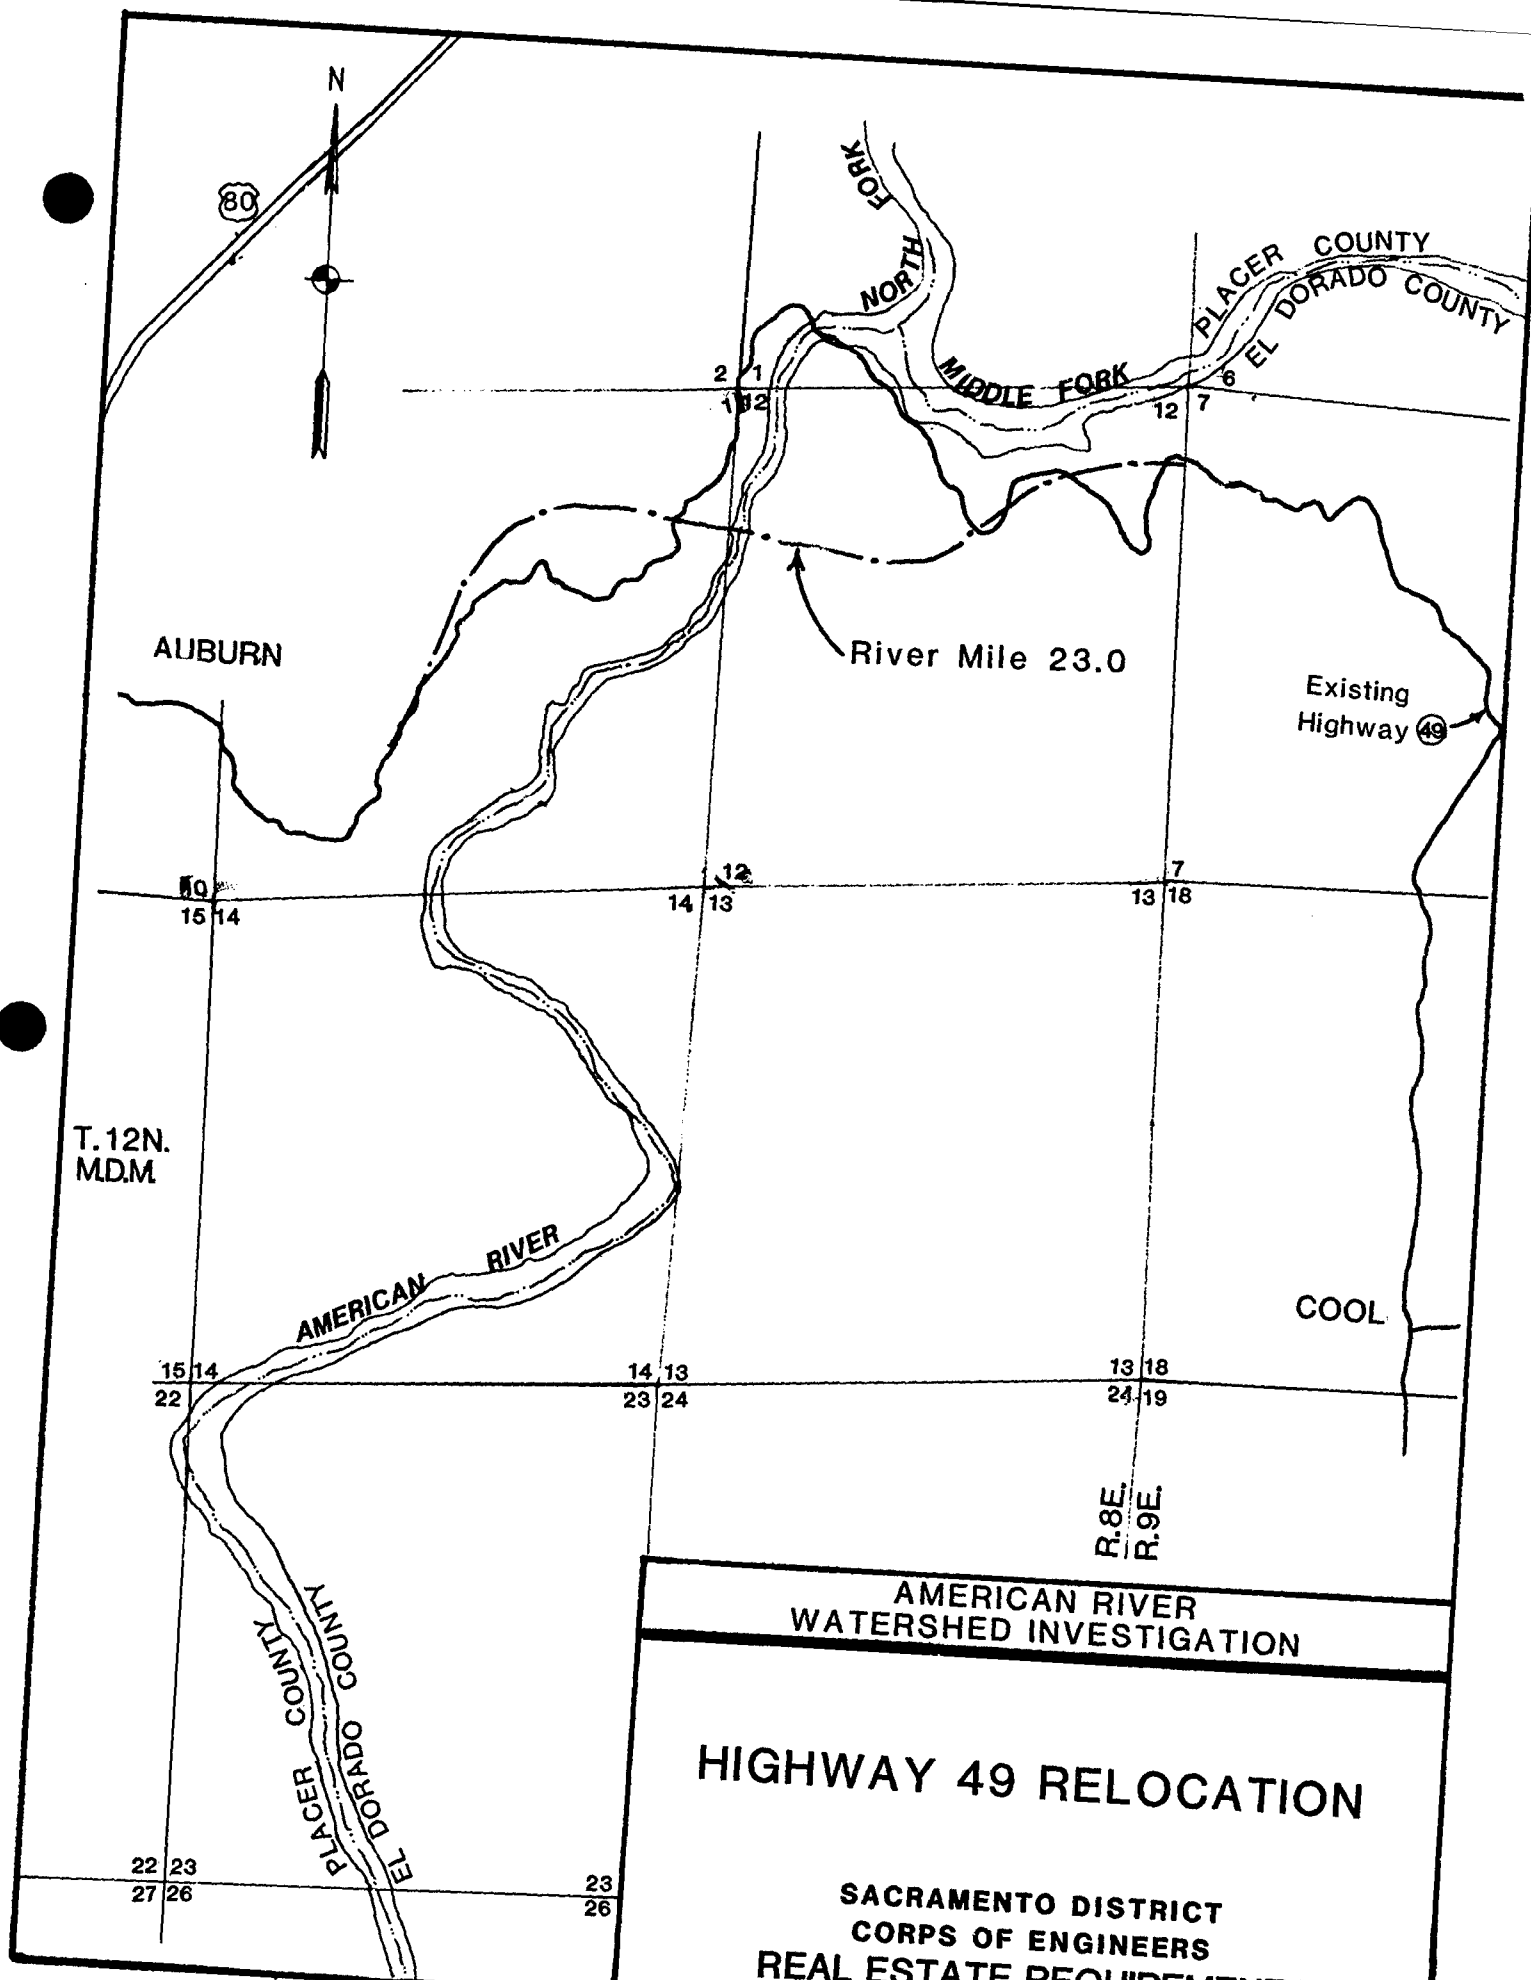 N
80
FORK
NORTH
PLACER COUNTY
EL DORADO COUNTY
MIDDLE FORK
2 1
12
6
12 7
River Mile 23.0
AUBURN
Existing
Highway 49
10
15 14
12
14 13
7
13 18
T. 12N.
M.D.M.
AMERICAN RIVER
COOL
15 14
22
14 13
23 24
13 18
24 19
R.8E.
R.9E.
PLACER COUNTY
EL DORADO COUNTY
22 23
27 26
23
26
AMERICAN RIVER
WATERSHED INVESTIGATION
HIGHWAY 49 RELOCATION
SACRAMENTO DISTRICT
CORPS OF ENGINEERS
REAL ESTATE